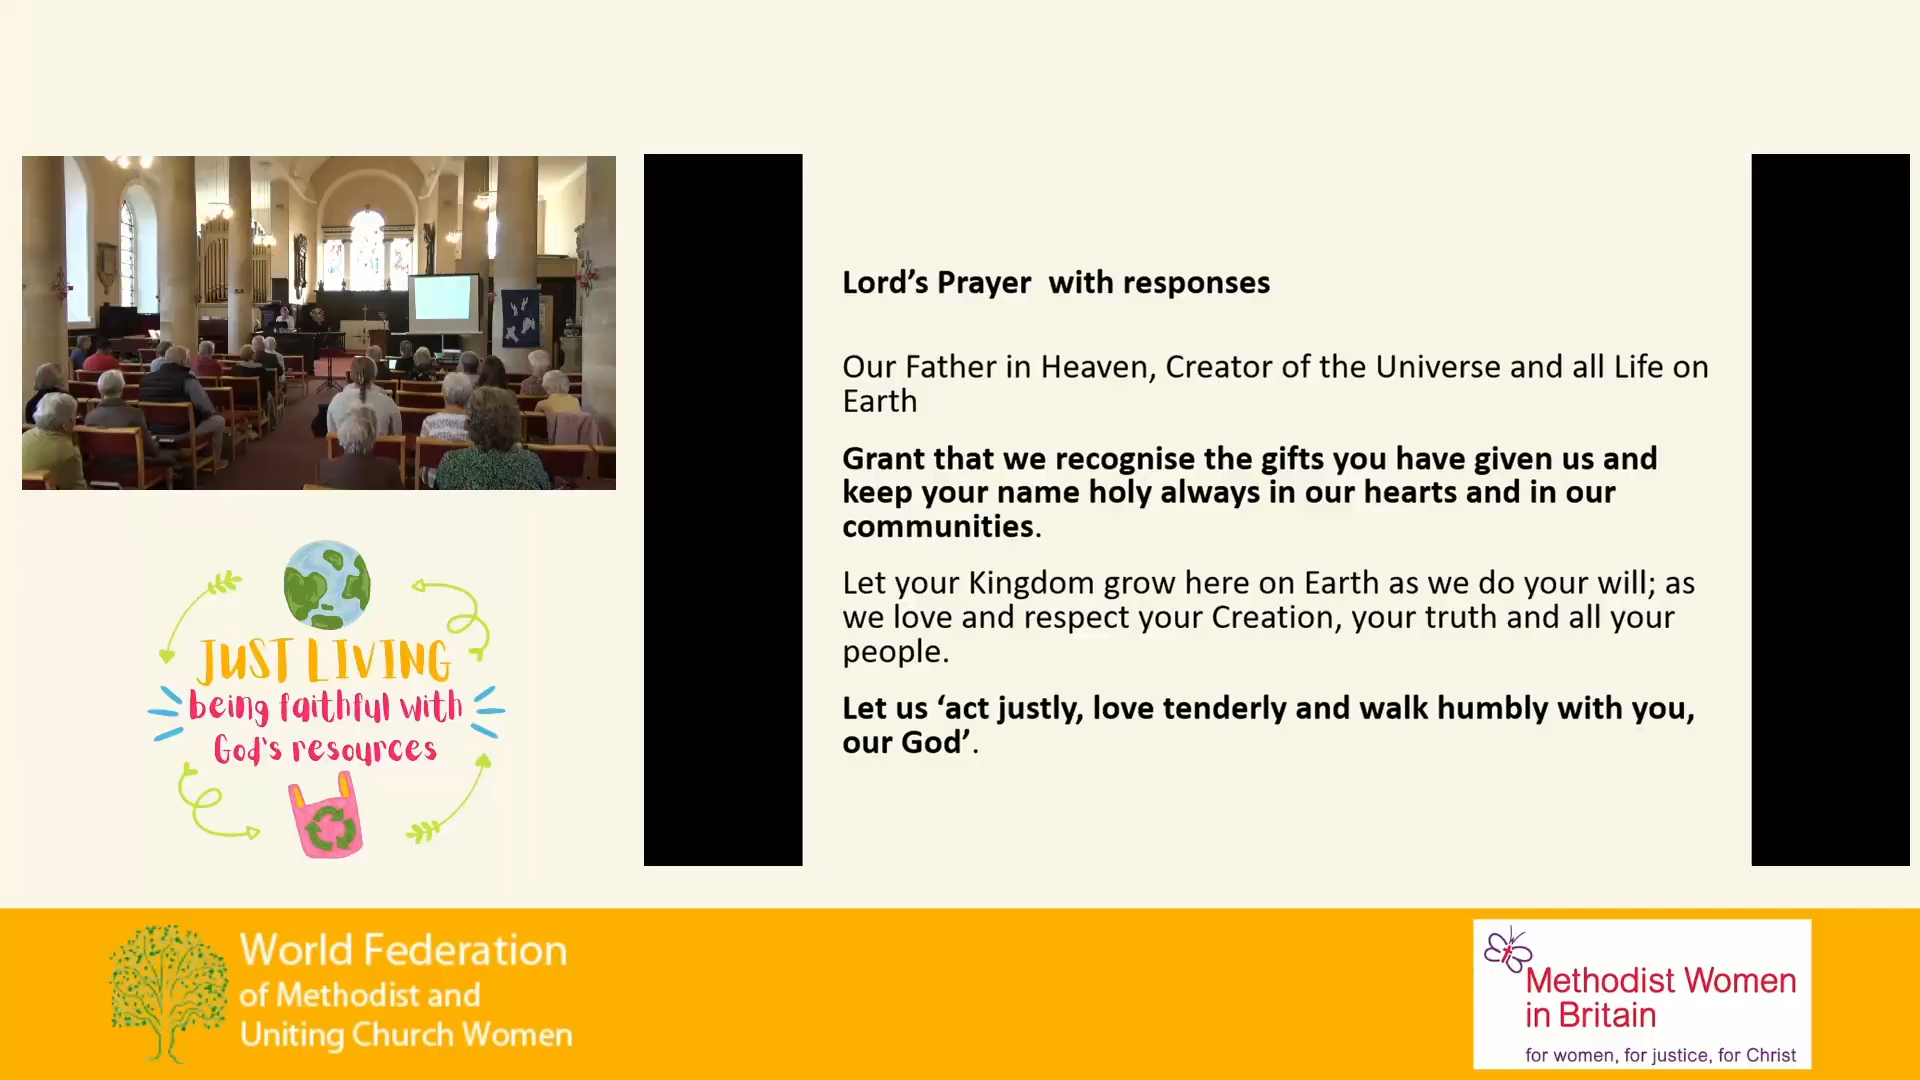 Lord’s Prayer  with responses
Our Father in Heaven, Creator of the Universe and all Life on
Earth
Grant that we recognise the gifts you have given us and
keep your name holy always in our hearts and in our
communities.
Let your Kingdom grow here on Earth as we do your will; as
we love and respect your Creation, your truth and all your
people.
Let us ‘act justly, love tenderly and walk humbly with you,
our God’.
JUST LIVING
being faithful with
God's resources
World Federation
of Methodist and
Uniting Church Women
Methodist Women
in Britain
for women, for justice, for Christ